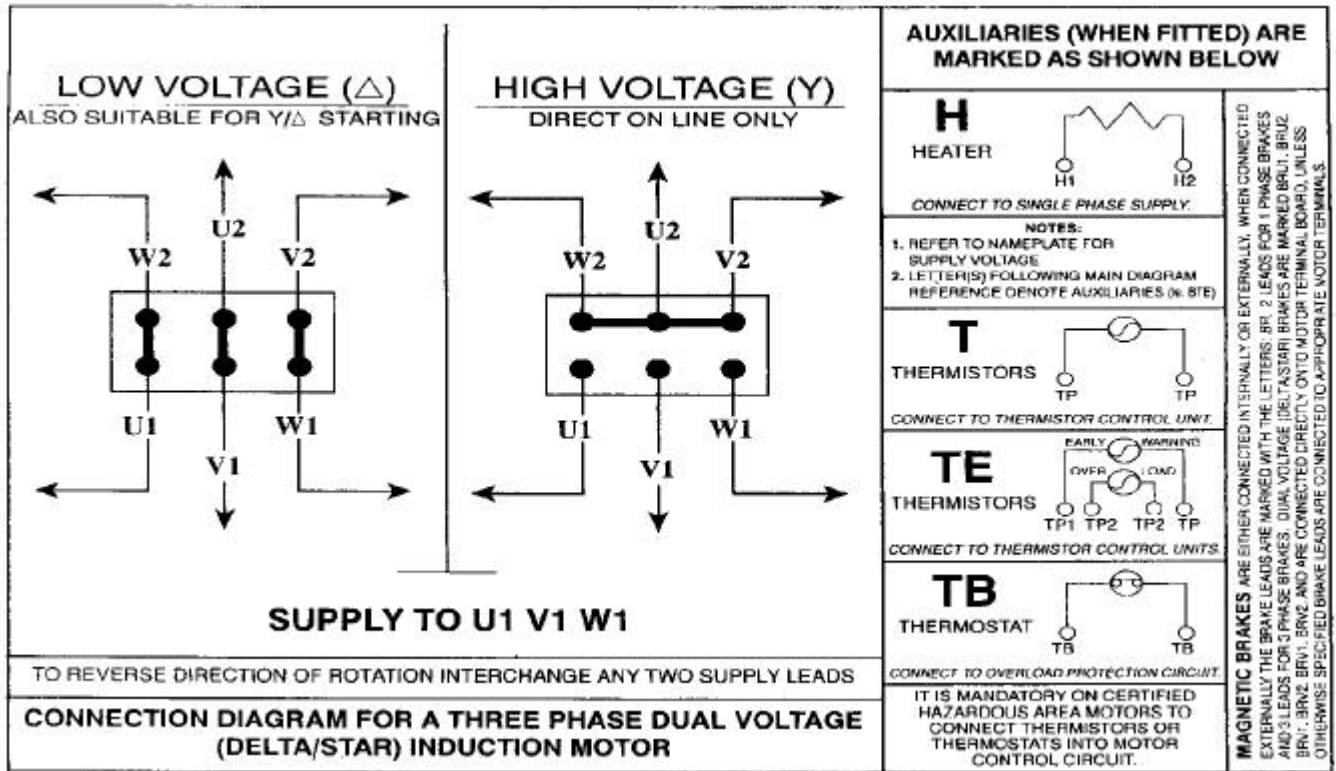 LOW VOLTAGE (△)
ALSO SUITABLE FOR Y/△ STARTING
W2
U2
V2
U1
V1
W1
HIGH VOLTAGE (Y)
DIRECT ON LINE ONLY
W2
U2
V2
U1
V1
W1
SUPPLY TO U1 V1 W1
TO REVERSE DIRECTION OF ROTATION INTERCHANGE ANY TWO SUPPLY LEADS
CONNECTION DIAGRAM FOR A THREE PHASE DUAL VOLTAGE
(DELTA/STAR) INDUCTION MOTOR
AUXILIARIES (WHEN FITTED) ARE
MARKED AS SHOWN BELOW
H
HEATER
H1 H2
CONNECT TO SINGLE PHASE SUPPLY.
NOTES:
1. REFER TO NAMEPLATE FOR
SUPPLY VOLTAGE
2. LETTER(S) FOLLOWING MAIN DIAGRAM
REFERENCE DENOTE AUXILIARIES (ie. BTE)
T
THERMISTORS
TP TP
CONNECT TO THERMISTOR CONTROL UNIT.
TE
THERMISTORS
EARLY WARNING
OVER LOAD
TP1 TP2 TP2 TP
CONNECT TO THERMISTOR CONTROL UNITS.
TB
THERMOSTAT
TB TB
CONNECT TO OVERLOAD PROTECTION CIRCUIT.
IT IS MANDATORY ON CERTIFIED
HAZARDOUS AREA MOTORS TO
CONNECT THERMISTORS OR
THERMOSTATS INTO MOTOR
CONTROL CIRCUIT.
MAGNETIC BRAKES ARE EITHER CONNECTED INTERNALLY OR EXTERNALLY, WHEN CONNECTED
EXTERNALLY THE BRAKE LEADS ARE MARKED WITH THE LETTERS: BR, 2 LEADS FOR 1 PHASE BRAKES
AND 3 LEADS FOR 3 PHASE BRAKES. DUAL VOLTAGE (DELTA/STAR) BRAKES ARE MARKED BRU1, BRU2,
BRV1, BRV2, AND ARE CONNECTED DIRECTLY ONTO MOTOR TERMINAL BOARD, UNLESS
OTHERWISE SPECIFIED BRAKE LEADS ARE CONNECTED TO APPROPRIATE MOTOR TERMINALS.